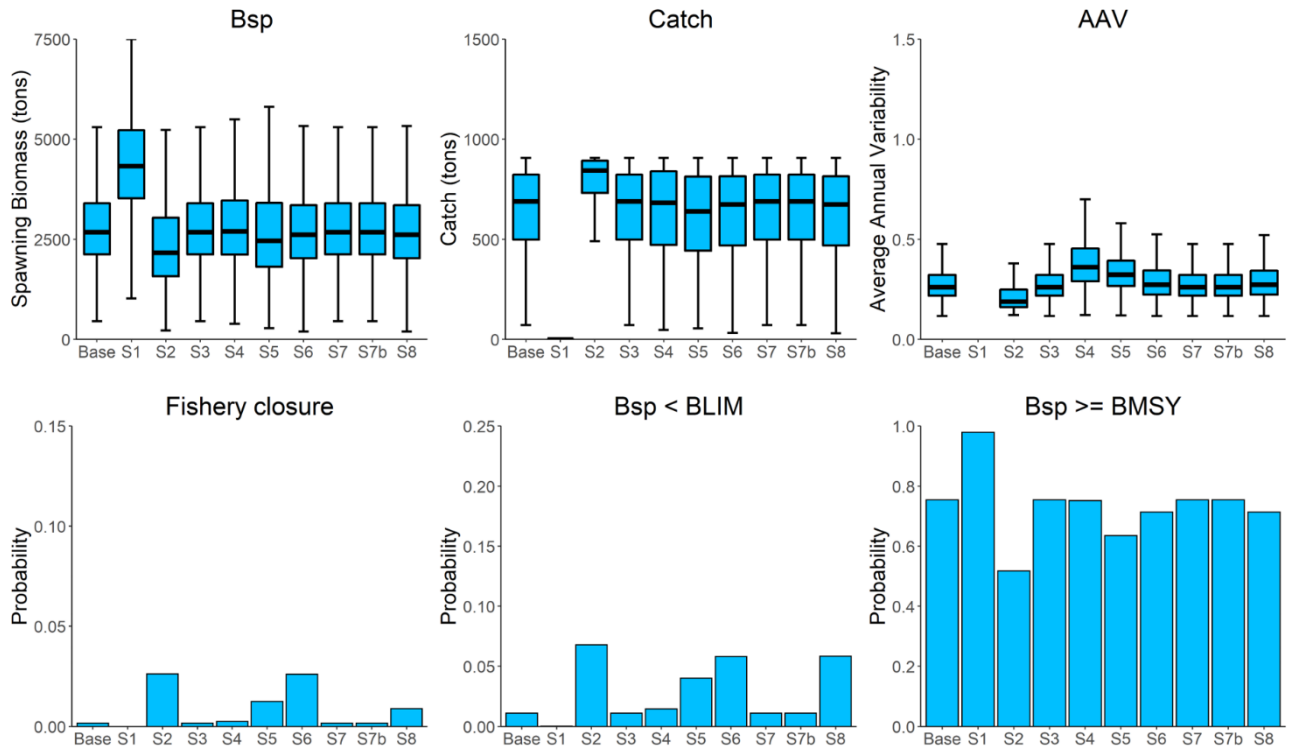 Bsp
Spawning Biomass (tons)
7500
5000
2500
0
Base S1 S2 S3 S4 S5 S6 S7 S7b S8
Catch
Catch (tons)
1500
1000
500
0
Base S1 S2 S3 S4 S5 S6 S7 S7b S8
AAV
Average Annual Variability
1.5
1.0
0.5
0.0
Base S1 S2 S3 S4 S5 S6 S7 S7b S8
Fishery closure
Probability
0.15
0.10
0.05
0.00
Base S1 S2 S3 S4 S5 S6 S7 S7b S8
Bsp < BLIM
Probability
0.25
0.20
0.15
0.10
0.05
0.00
Base S1 S2 S3 S4 S5 S6 S7 S7b S8
Bsp >= BMSY
Probability
1.0
0.8
0.6
0.4
0.2
0.0
Base S1 S2 S3 S4 S5 S6 S7 S7b S8